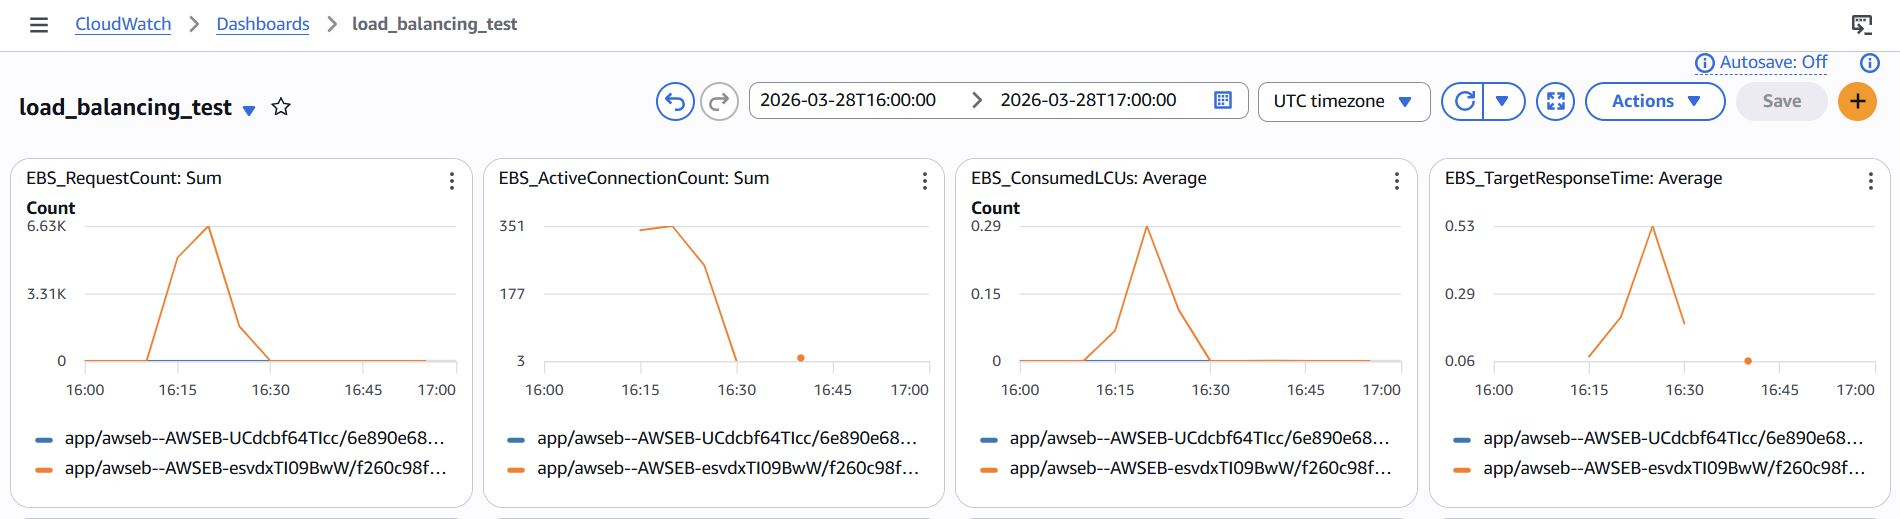 CloudWatch > Dashboards > load_balancing_test
Autosave: Off
load_balancing_test
2026-03-28T16:00:00 > 2026-03-28T17:00:00
UTC timezone
Actions
Save
EBS_RequestCount: Sum
Count
6.63K
3.31K
0
16:00 16:15 16:30 16:45 17:00
app/awseb--AWSEB-UCdcbf64TIcc/6e890e68...
app/awseb--AWSEB-esvdxTI09BwW/f260c98f...
EBS_ActiveConnectionCount: Sum
351
177
3
16:00 16:15 16:30 16:45 17:00
app/awseb--AWSEB-UCdcbf64TIcc/6e890e68...
app/awseb--AWSEB-esvdxTI09BwW/f260c98f...
EBS_ConsumedLCUs: Average
Count
0.29
0.15
0
16:00 16:15 16:30 16:45 17:00
app/awseb--AWSEB-UCdcbf64TIcc/6e890e68...
app/awseb--AWSEB-esvdxTI09BwW/f260c98f...
EBS_TargetResponseTime: Average
0.53
0.29
0.06
16:00 16:15 16:30 16:45 17:00
app/awseb--AWSEB-UCdcbf64TIcc/6e890e68...
app/awseb--AWSEB-esvdxTI09BwW/f260c98f...